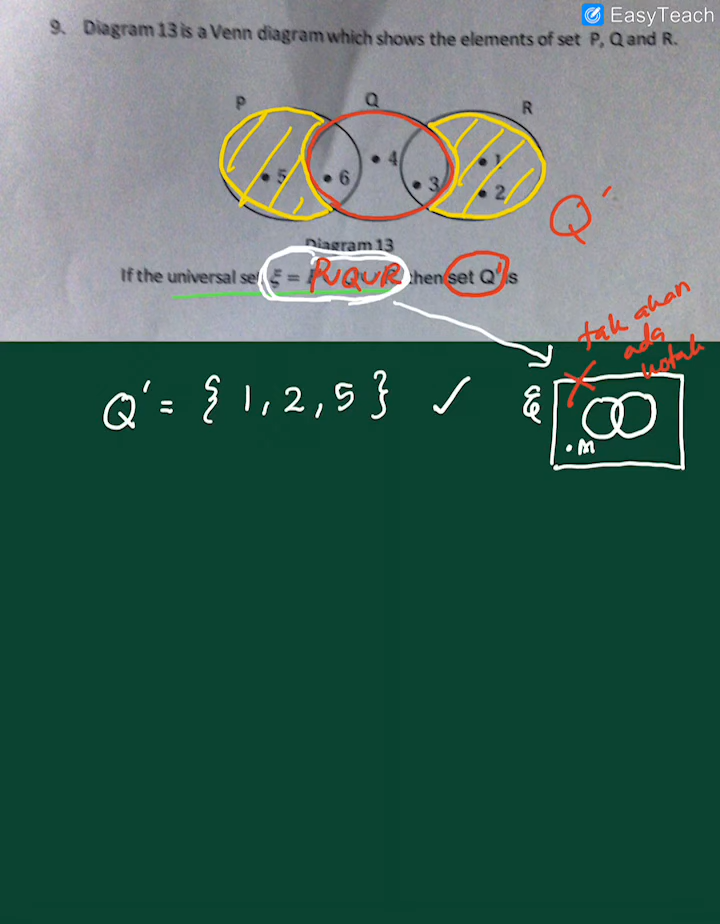 EasyTeach
9. Diagram 13 is a Venn diagram which shows the elements of set P, Q and R.
P Q R
• 5 • 6 • 4 • 3 • 1 • 2
Q'
Diagram 13
If the universal set ξ = PUQUR then set Q' is
tak akan
ada
kotak
Q' = { 1, 2, 5 } ✓
ξ
• m